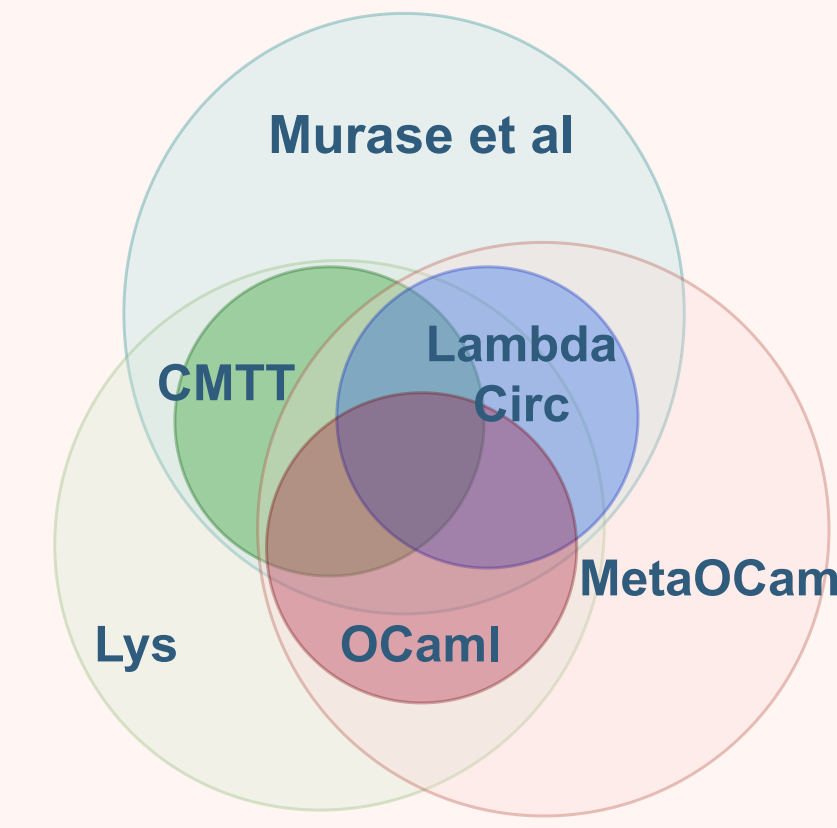 Murase et al
Lambda
Circ
CMTT
MetaOCam
Lys
OCaml